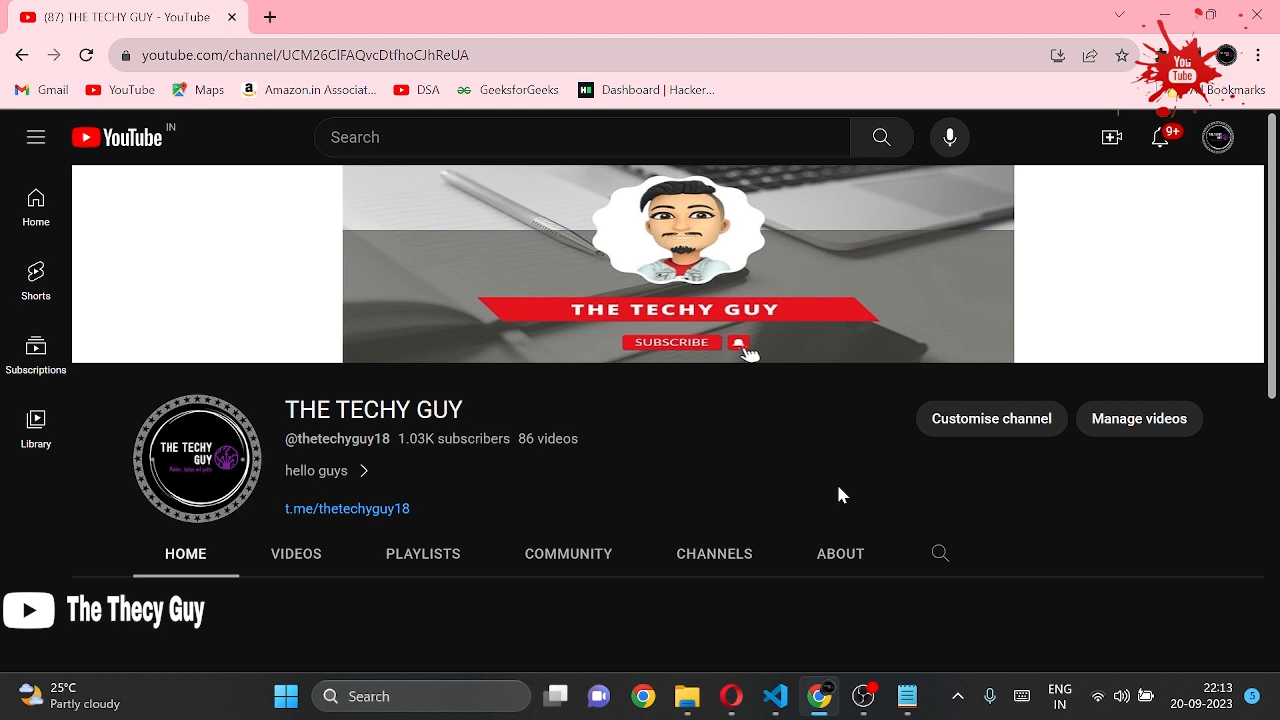 (87) THE TECHY GUY - YouTube
youtube.com/channel/UCM26ClFAQvcDtfhoCJhReUA
Gmail YouTube Maps Amazon.in Associat... DSA GeeksforGeeks Dashboard | Hacker... All Bookmarks
You
Tube
YouTube IN
Search
9+
Home
Shorts
Subscriptions
Library
THE TECHY GUY
SUBSCRIBE
THE TECHY
GUY
THE TECHY GUY
@thetechyguy18 1.03K subscribers 86 videos
hello guys
t.me/thetechyguy18
Customise channel Manage videos
HOME VIDEOS PLAYLISTS COMMUNITY CHANNELS ABOUT
The Thecy Guy
25°C
Partly cloudy
Search
ENG
IN
22:13
20-09-2023
5